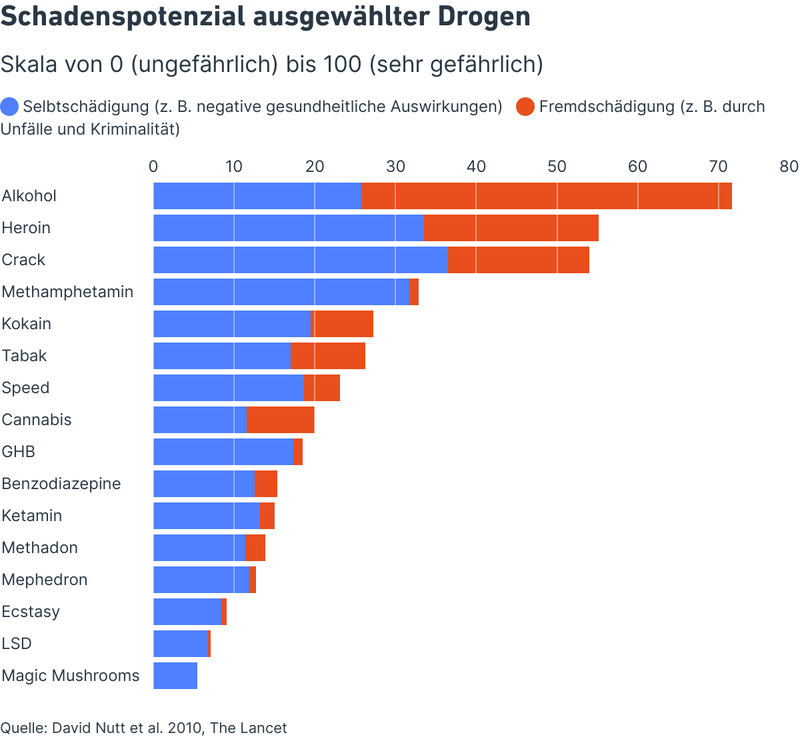 Schadenspotenzial ausgewählter Drogen
Skala von 0 (ungefährlich) bis 100 (sehr gefährlich)
Selbtschädigung (z. B. negative gesundheitliche Auswirkungen) Fremdschädigung (z. B. durch
Unfälle und Kriminalität)
0 10 20 30 40 50 60 70 80
Alkohol
Heroin
Crack
Methamphetamin
Kokain
Tabak
Speed
Cannabis
GHB
Benzodiazepine
Ketamin
Methadon
Mephedron
Ecstasy
LSD
Magic Mushrooms
Quelle: David Nutt et al. 2010, The Lancet